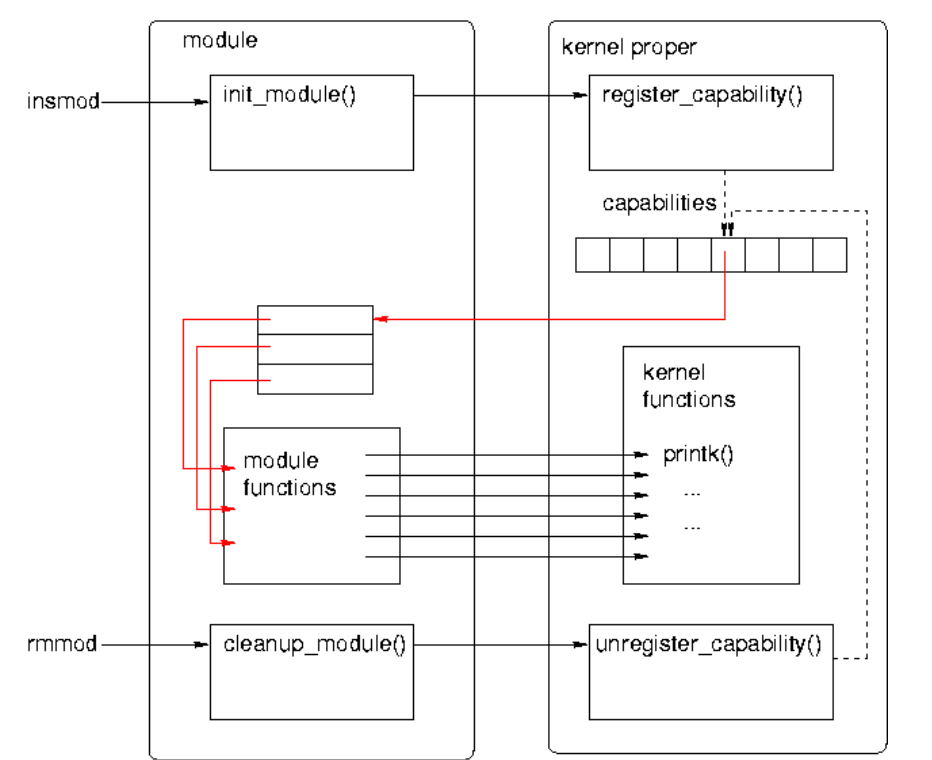 module
kernel proper
insmod
init_module()
register_capability()
capabilities
kernel
functions
printk()
...
...
module
functions
rmmod
cleanup_module()
unregister_capability()